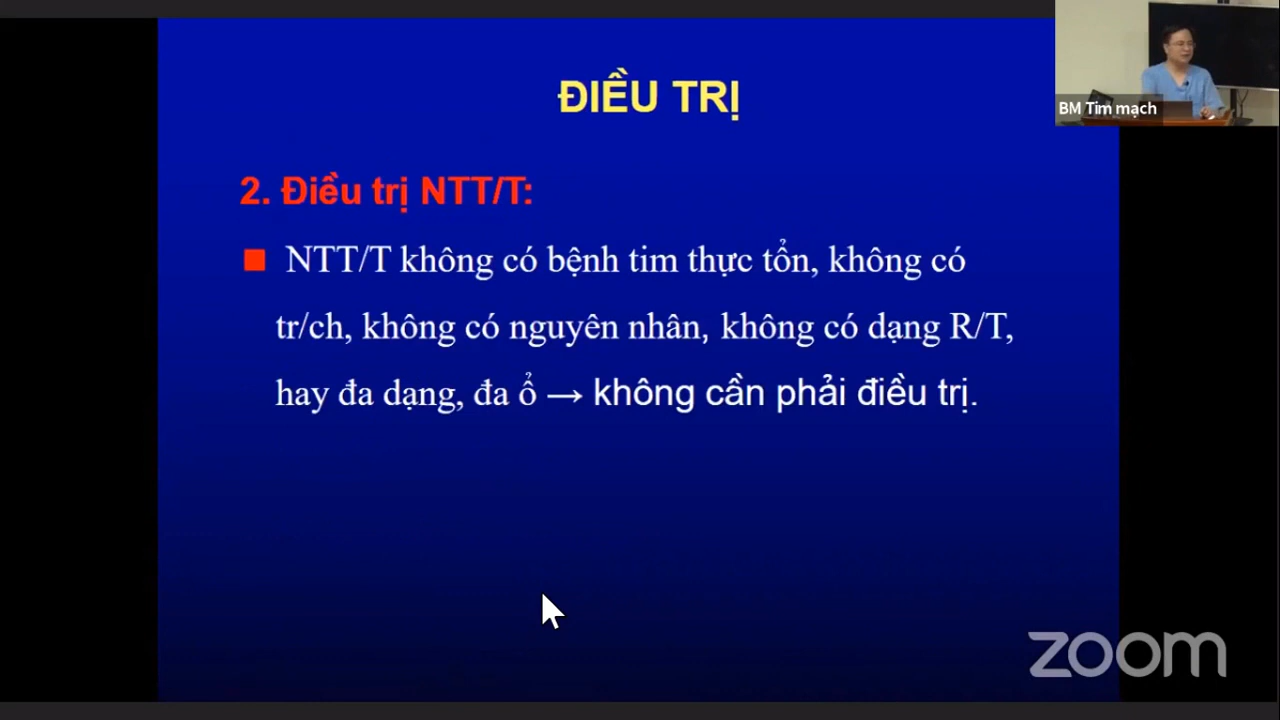 ĐIỀU TRỊ
BM Tim mạch
2. Điều trị NTT/T:
NTT/T không có bệnh tim thực tổn, không có
tr/ch, không có nguyên nhân, không có dạng R/T,
hay đa dạng, đa ổ → không cần phải điều trị.
zoom